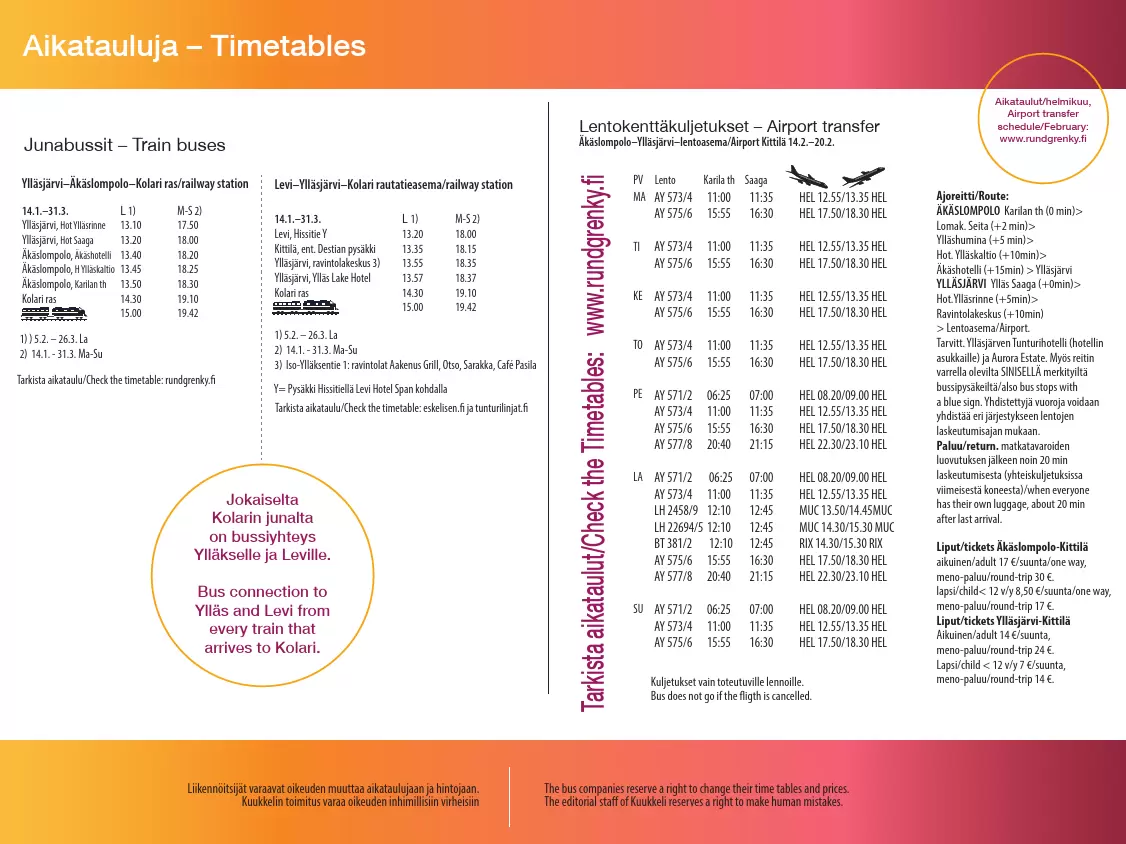 Aikatauluja – Timetables
Aikataulut/helmikuu,
Airport transfer
schedule/February:
www.rundgrenky.fi
Junabussit – Train buses
Ylläsjärvi–Äkäslompolo–Kolari ras/railway station
14.1.–31.3. L 1) M-S 2)
Ylläsjärvi, Hot Ylläsrinne 13.10 17.50
Ylläsjärvi, Hot Saaga 13.20 18.00
Äkäslompolo, Äkäshotelli 13.40 18.20
Äkäslompolo, H Ylläskaltio 13.45 18.25
Äkäslompolo, Karilan th 13.50 18.30
Kolari ras 14.30 19.10
15.00 19.42
1) ) 5.2. – 26.3. La
2) 14.1. - 31.3. Ma-Su
Tarkista aikataulu/Check the timetable: rundgrenky.fi
Levi–Ylläsjärvi–Kolari rautatieasema/railway station
14.1.–31.3. L 1) M-S 2)
Levi, Hissitie Y 13.20 18.00
Kittilä, ent. Destian pysäkki 13.35 18.15
Ylläsjärvi, ravintolakeskus 3) 13.55 18.35
Ylläsjärvi, Ylläs Lake Hotel 13.57 18.37
Kolari ras 14.30 19.10
15.00 19.42
1) 5.2. – 26.3. La
2) 14.1. - 31.3. Ma-Su
3) Iso-Ylläksentie 1: ravintolat Aakenus Grill, Otso, Sarakka, Café Pasila
Y= Pysäkki Hissitiellä Levi Hotel Span kohdalla
Tarkista aikataulu/Check the timetable: eskelisen.fi ja tunturilinjat.fi
Jokaiselta
Kolarin junalta
on bussiyhteys
Ylläkselle ja Leville.
Bus connection to
Ylläs and Levi from
every train that
arrives to Kolari.
Lentokenttäkuljetukset – Airport transfer
Äkäslompolo–Ylläsjärvi–lentoasema/Airport Kittilä 14.2.–20.2.
Tarkista aikataulut/Check the Timetables: www.rundgrenky.fi
PV Lento Karila th Saaga
MA AY 573/4 11:00 11:35 HEL 12.55/13.35 HEL
AY 575/6 15:55 16:30 HEL 17.50/18.30 HEL
TI AY 573/4 11:00 11:35 HEL 12.55/13.35 HEL
AY 575/6 15:55 16:30 HEL 17.50/18.30 HEL
KE AY 573/4 11:00 11:35 HEL 12.55/13.35 HEL
AY 575/6 15:55 16:30 HEL 17.50/18.30 HEL
TO AY 573/4 11:00 11:35 HEL 12.55/13.35 HEL
AY 575/6 15:55 16:30 HEL 17.50/18.30 HEL
PE AY 571/2 06:25 07:00 HEL 08.20/09.00 HEL
AY 573/4 11:00 11:35 HEL 12.55/13.35 HEL
AY 575/6 15:55 16:30 HEL 17.50/18.30 HEL
AY 577/8 20:40 21:15 HEL 22.30/23.10 HEL
LA AY 571/2 06:25 07:00 HEL 08.20/09.00 HEL
AY 573/4 11:00 11:35 HEL 12.55/13.35 HEL
LH 2458/9 12:10 12:45 MUC 13.50/14.45MUC
LH 22694/5 12:10 12:45 MUC 14.30/15.30 MUC
BT 381/2 12:10 12:45 RIX 14.30/15.30 RIX
AY 575/6 15:55 16:30 HEL 17.50/18.30 HEL
AY 577/8 20:40 21:15 HEL 22.30/23.10 HEL
SU AY 571/2 06:25 07:00 HEL 08.20/09.00 HEL
AY 573/4 11:00 11:35 HEL 12.55/13.35 HEL
AY 575/6 15:55 16:30 HEL 17.50/18.30 HEL
Kuljetukset vain toteutuville lennoille.
Bus does not go if the fligth is cancelled.
Ajoreitti/Route:
ÄKÄSLOMPOLO Karilan th (0 min)>
Lomak. Seita (+2 min)>
Ylläshumina (+5 min)>
Hot. Ylläskaltio (+10min)>
Äkäshotelli (+15min) > Ylläsjärvi
YLLÄSJÄRVI Ylläs Saaga (+0min)>
Hot.Ylläsrinne (+5min)>
Ravintolakeskus (+10min)
> Lentoasema/Airport.
Tarvitt. Ylläsjärven Tunturihotelli (hotellin
asukkaille) ja Aurora Estate. Myös reitin
varrella olevilta SINISELLÄ merkityiltä
bussipysäkeiltä/also bus stops with
a blue sign. Yhdistettyjä vuoroja voidaan
yhdistää eri järjestykseen lentojen
laskeutumisajan mukaan.
Paluu/return. matkatavaroiden
luovutuksen jälkeen noin 20 min
laskeutumisesta (yhteiskuljetuksissa
viimeisestä koneesta)/when everyone
has their own luggage, about 20 min
after last arrival.
Liput/tickets Äkäslompolo-Kittilä
aikuinen/adult 17 €/suunta/one way,
meno-paluu/round-trip 30 €.
lapsi/child< 12 v/y 8,50 €/suunta/one way,
meno-paluu/round-trip 17 €.
Liput/tickets Ylläsjärvi-Kittilä
Aikuinen/adult 14 €/suunta,
meno-paluu/round-trip 24 €.
Lapsi/child < 12 v/y 7 €/suunta,
meno-paluu/round-trip 14 €.
Liikennöitsijät varaavat oikeuden muuttaa aikataulujaan ja hintojaan.
Kuukkelin toimitus varaa oikeuden inhimillisiin virheisiin
The bus companies reserve a right to change their time tables and prices.
The editorial staff of Kuukkeli reserves a right to make human mistakes.